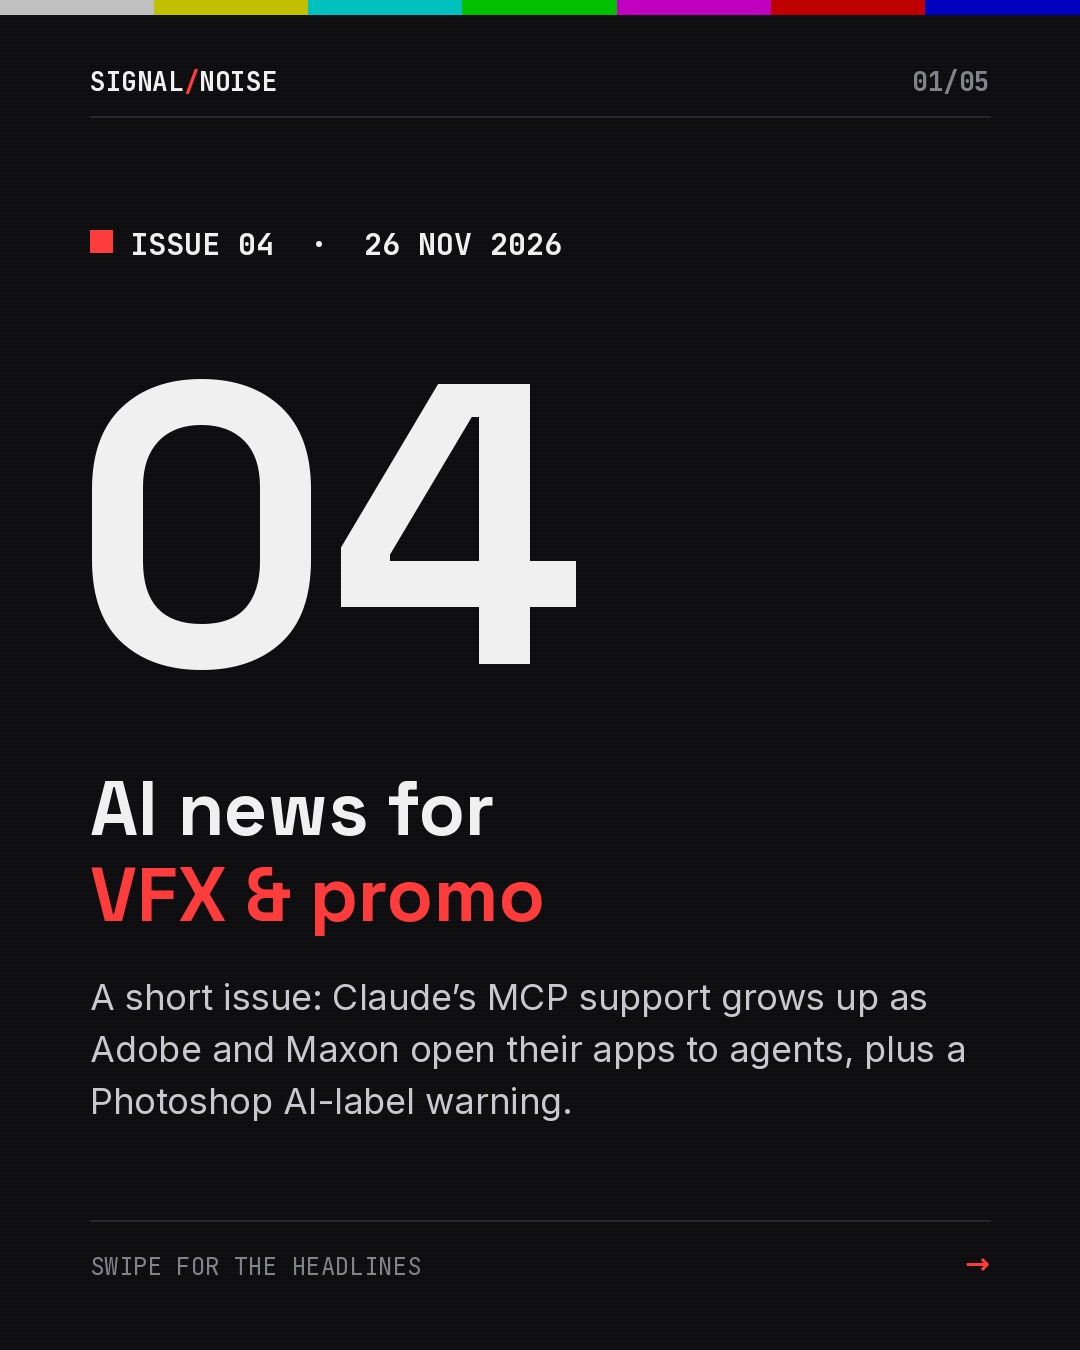 SIGNAL/NOISE
01/05
ISSUE 04 · 26 NOV 2026
04
AI news for
VFX & promo
A short issue: Claude’s MCP support grows up as
Adobe and Maxon open their apps to agents, plus a
Photoshop AI-label warning.
SWIPE FOR THE HEADLINES →